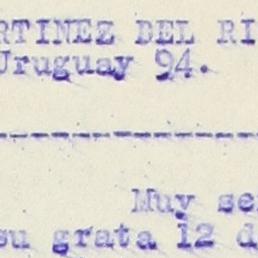 RTINEZ DEL RI
Uruguay 94.
Muy se
su grata 12 d